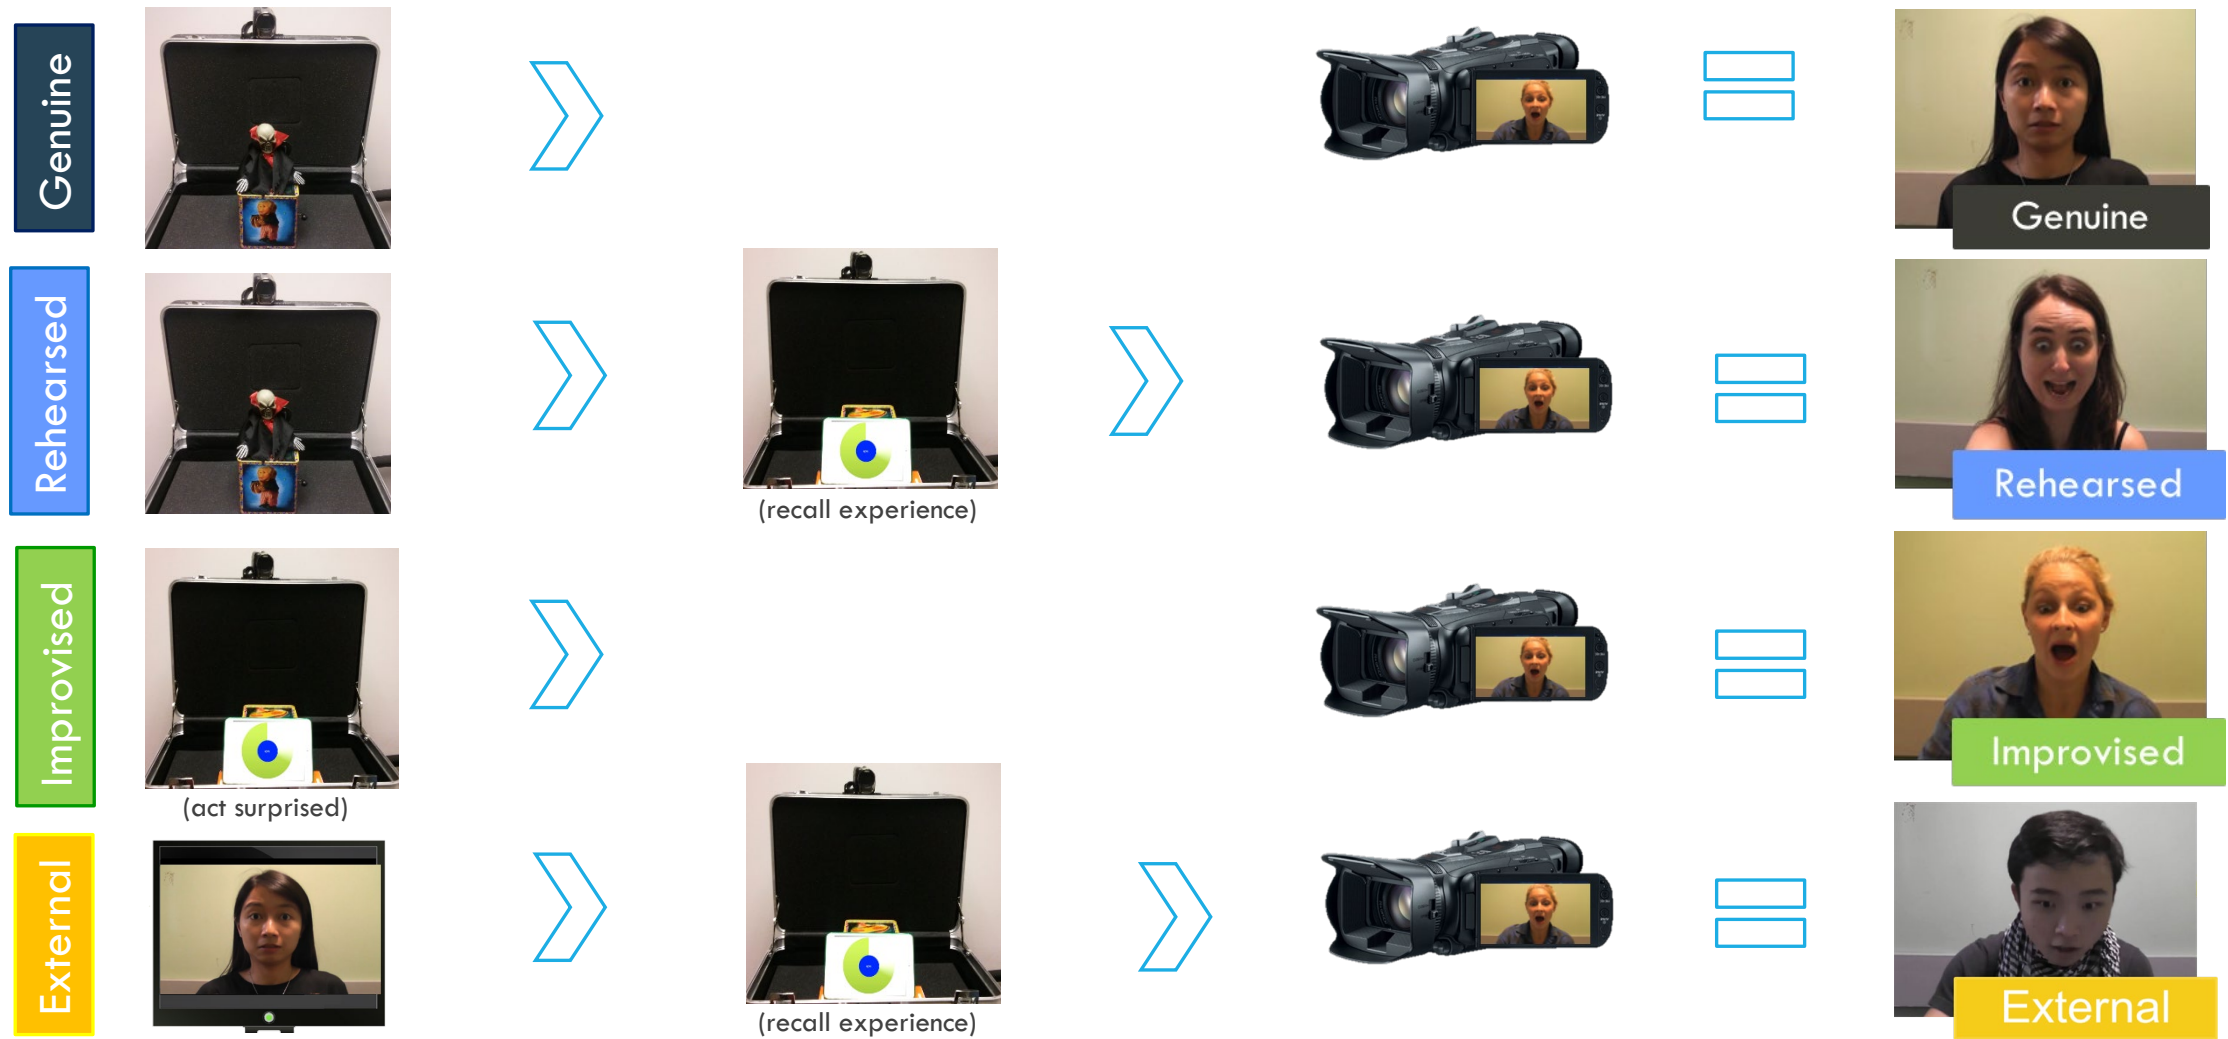 Genuine
Genuine
Rehearsed
(recall experience)
Rehearsed
Improvised
(act surprised)
Improvised
External
(recall experience)
External